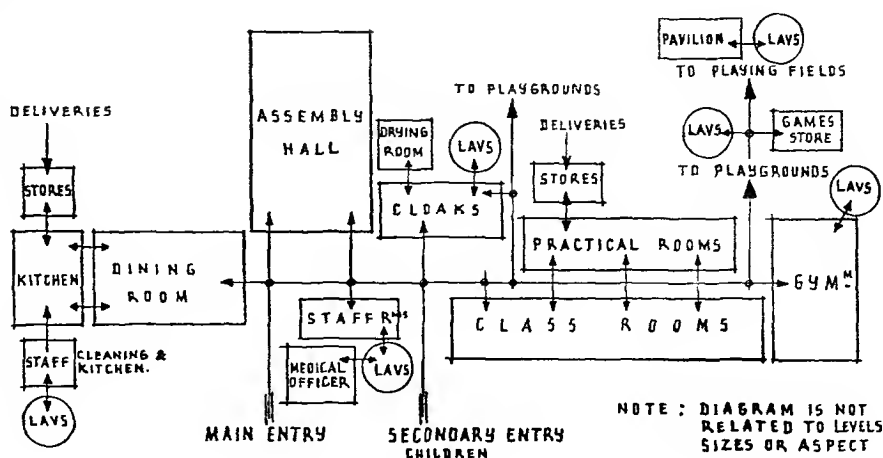 PAVILION
LAVS
TO PLAYING FIELDS
DELIVERIES
ASSEMBLY
HALL
TO PLAYGROUNDS
DRYING
ROOM
LAVS
DELIVERIES
LAVS
GAMES
STORE
TO PLAYGROUNDS
STORES
CLOAKS
STORES
LAVS
PRACTICAL ROOMS
KITCHEN
DINING
ROOM
GYMM
STAFF RMS
CLASS ROOMS
STAFF
CLEANING &
KITCHEN.
MEDICAL
OFFICER
LAVS
LAVS
MAIN ENTRY
SECONDARY ENTRY
CHILDREN
NOTE : DIAGRAM IS NOT
RELATED TO LEVELS
SIZES OR ASPECT